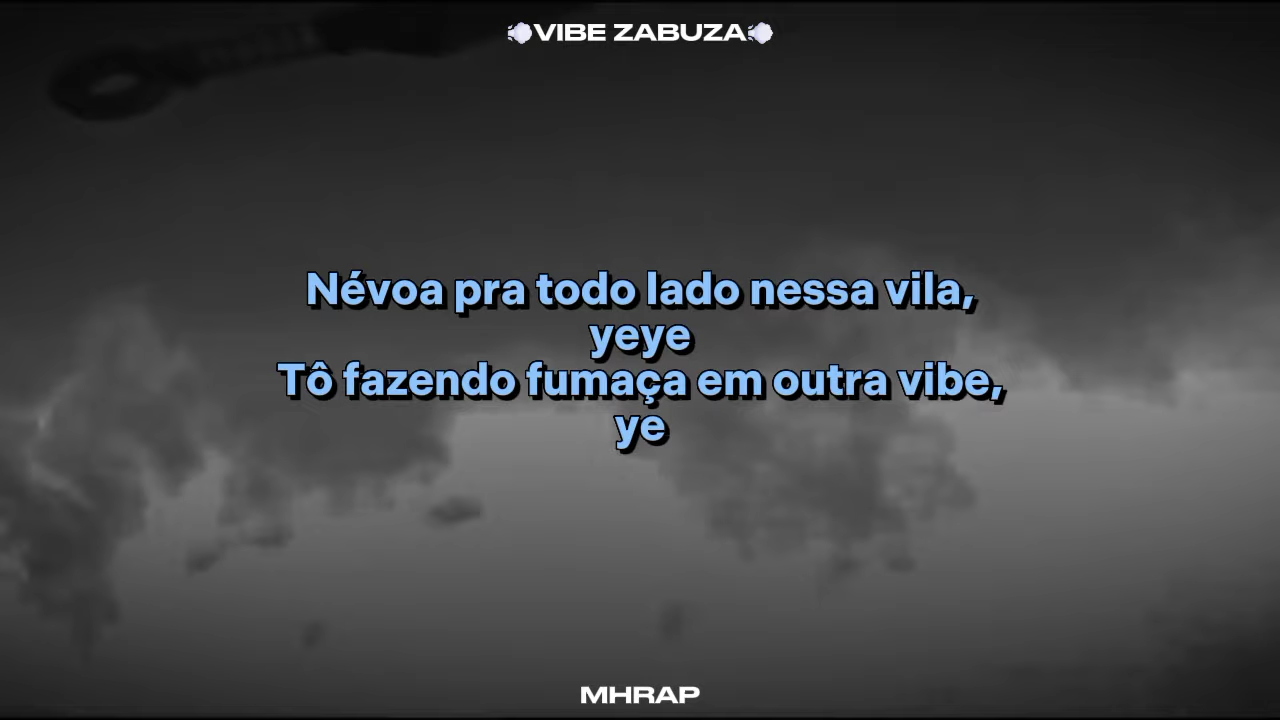 💨VIBE ZABUZA💨
Névoa pra todo lado nessa vila,
yeye
Tô fazendo fumaça em outra vibe,
ye
MHRAP